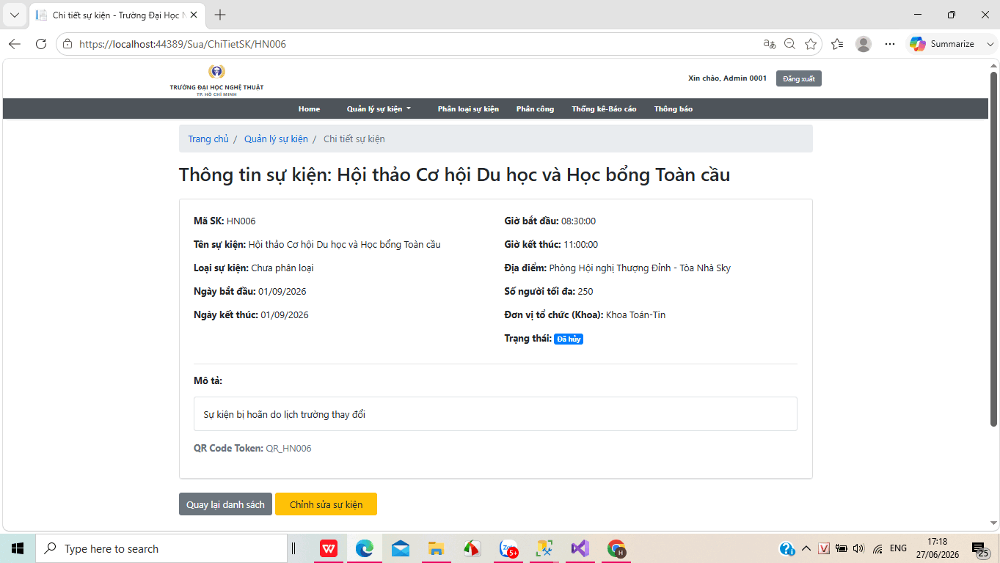 Chi tiết sự kiện - Trường Đại Học N
https://localhost:44389/Sua/ChiTietSK/HN006
Summarize
TRƯỜNG ĐẠI HỌC NGHỆ THUẬT
TP. HỒ CHÍ MINH
Xin chào, Admin 0001
Đăng xuất
Home Quản lý sự kiện Phân loại sự kiện Phân công Thống kê-Báo cáo Thông báo
Trang chủ / Quản lý sự kiện / Chi tiết sự kiện
Thông tin sự kiện: Hội thảo Cơ hội Du học và Học bổng Toàn cầu
Mã SK: HN006
Tên sự kiện: Hội thảo Cơ hội Du học và Học bổng Toàn cầu
Loại sự kiện: Chưa phân loại
Ngày bắt đầu: 01/09/2026
Ngày kết thúc: 01/09/2026
Giờ bắt đầu: 08:30:00
Giờ kết thúc: 11:00:00
Địa điểm: Phòng Hội nghị Thượng Đỉnh - Tòa Nhà Sky
Số người tối đa: 250
Đơn vị tổ chức (Khoa): Khoa Toán-Tin
Trạng thái: Đã hủy
Mô tả:
Sự kiện bị hoãn do lịch trường thay đổi
QR Code Token: QR_HN006
Quay lại danh sách
Chỉnh sửa sự kiện
Type here to search
W
5+
H
V
ENG
17:18
27/06/2026
25